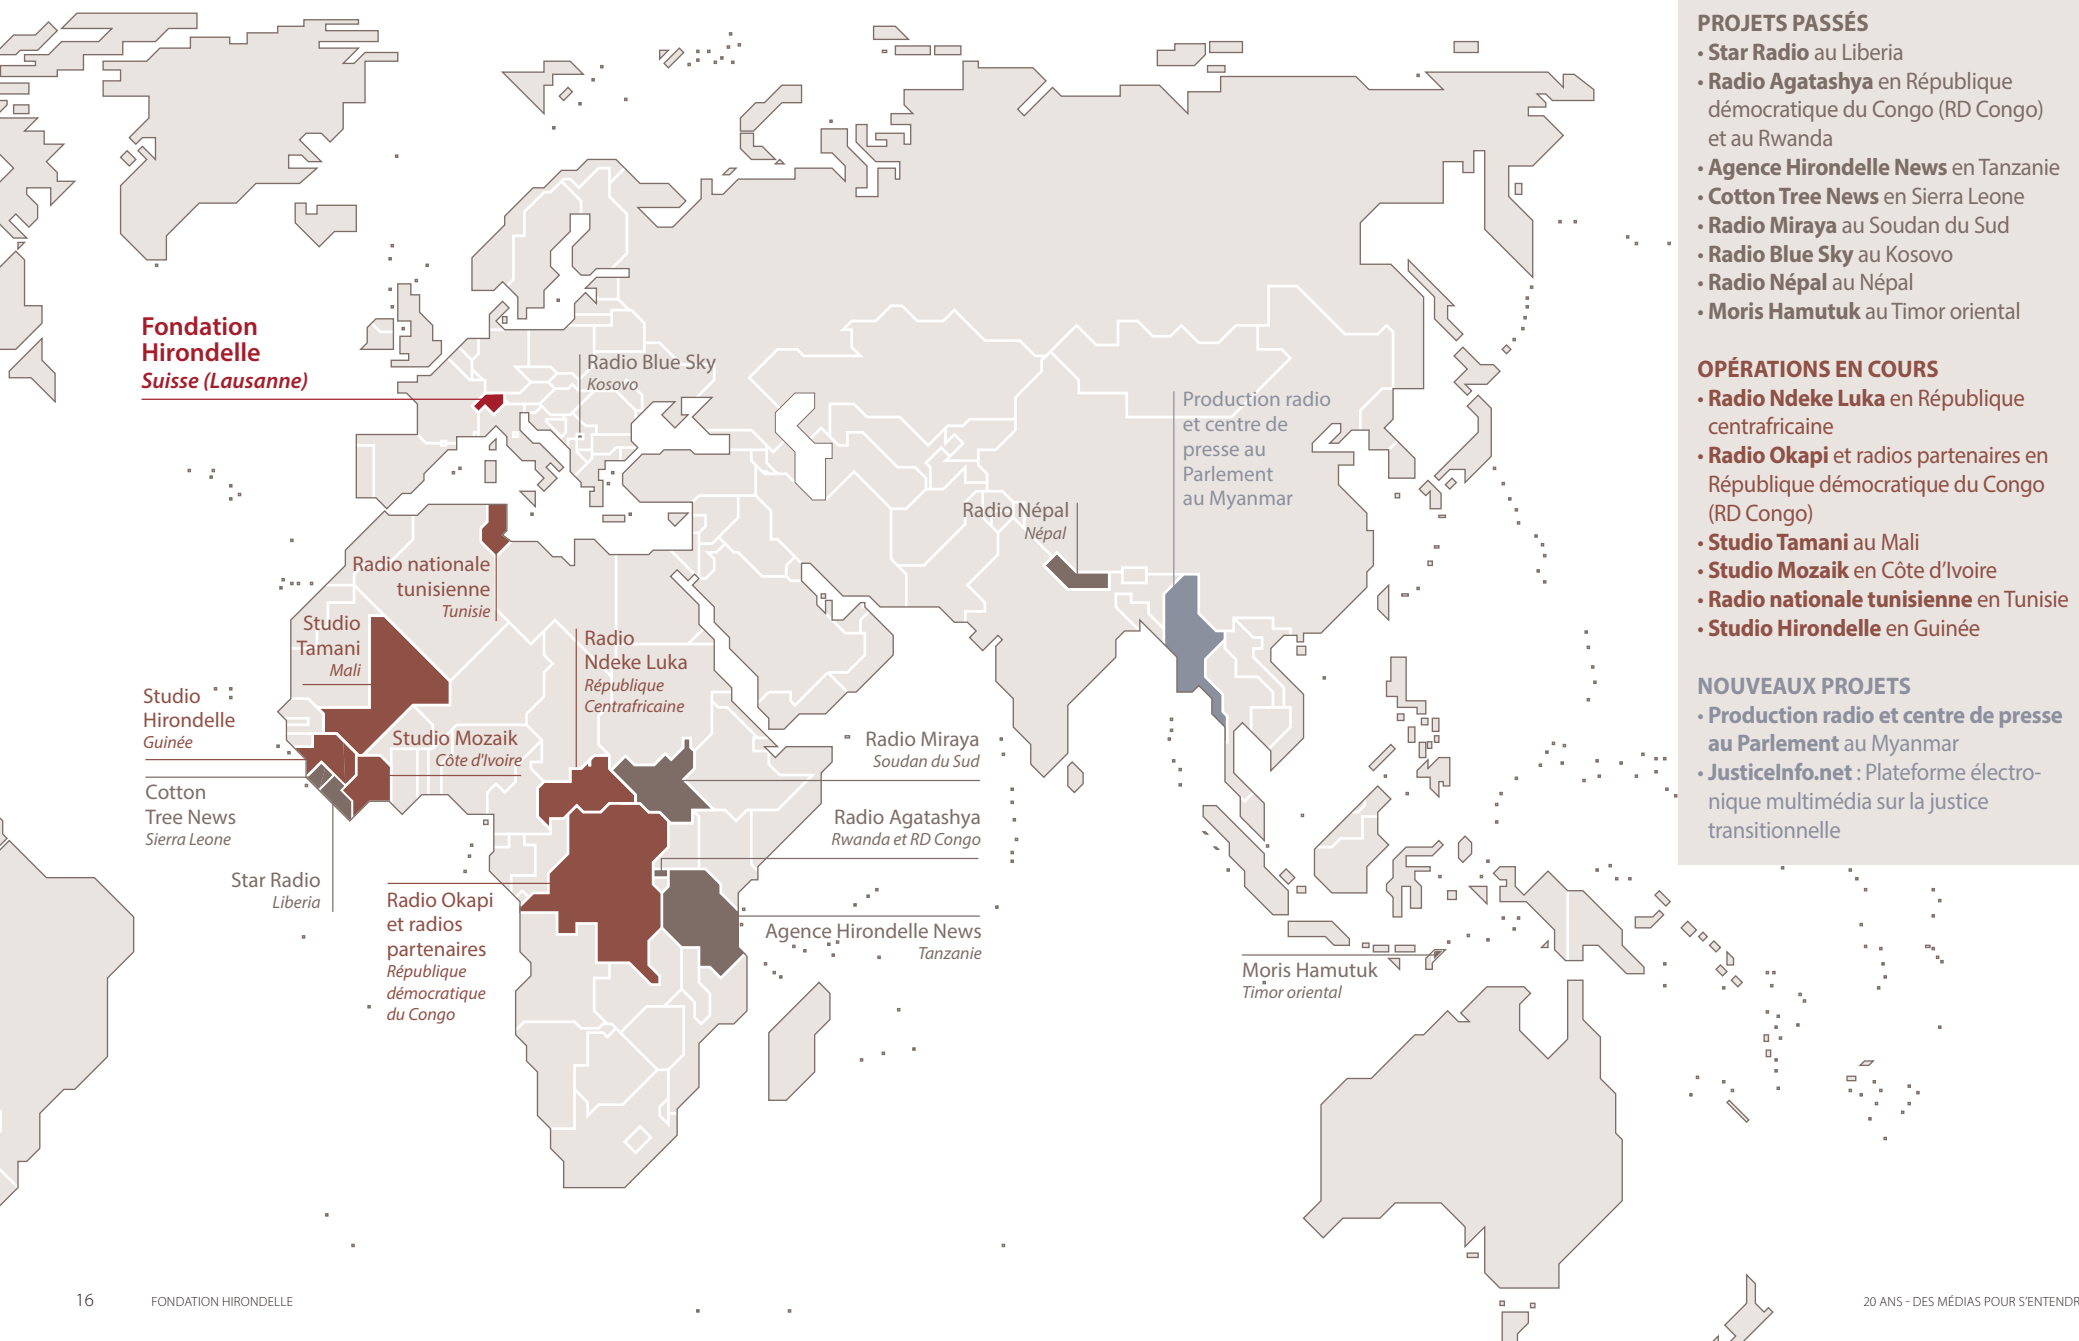 Fondation
Hirondelle
Suisse (Lausanne)
Radio Blue Sky
Kosovo
Production radio
et centre de
presse au
Parlement
au Myanmar
Radio Népal
Népal
Radio nationale
tunisienne
Tunisie
Studio
Tamani
Mali
Radio
Ndeke Luka
République
Centrafricaine
Studio
Hirondelle
Guinée
Studio Mozaik
Côte d'Ivoire
Radio Miraya
Soudan du Sud
Cotton
Tree News
Sierra Leone
Radio Agatashya
Rwanda et RD Congo
Star Radio
Liberia
Radio Okapi
et radios
partenaires
République
démocratique
du Congo
Agence Hirondelle News
Tanzanie
Moris Hamutuk
Timor oriental
PROJETS PASSÉS
• Star Radio au Liberia
• Radio Agatashya en République
démocratique du Congo (RD Congo)
et au Rwanda
• Agence Hirondelle News en Tanzanie
• Cotton Tree News en Sierra Leone
• Radio Miraya au Soudan du Sud
• Radio Blue Sky au Kosovo
• Radio Népal au Népal
• Moris Hamutuk au Timor oriental
OPÉRATIONS EN COURS
• Radio Ndeke Luka en République
centrafricaine
• Radio Okapi et radios partenaires en
République démocratique du Congo
(RD Congo)
• Studio Tamani au Mali
• Studio Mozaik en Côte d'Ivoire
• Radio nationale tunisienne en Tunisie
• Studio Hirondelle en Guinée
NOUVEAUX PROJETS
• Production radio et centre de presse
au Parlement au Myanmar
• JusticeInfo.net : Plateforme électro-
nique multimédia sur la justice
transitionnelle
16
FONDATION HIRONDELLE
20 ANS - DES MÉDIAS POUR S'ENTENDR